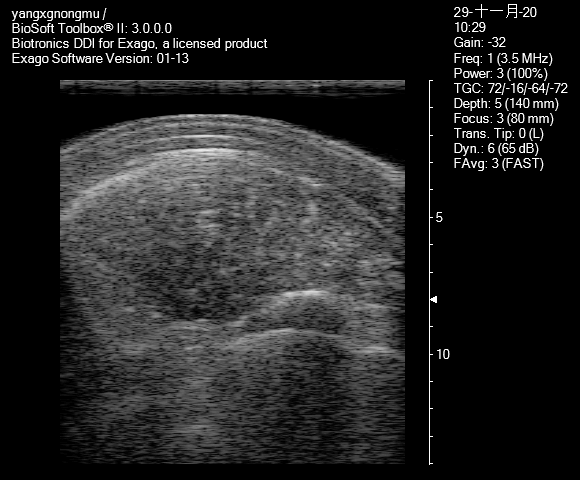 yangxgnongmu /
BioSoft Toolbox® II: 3.0.0.0
Biotronics DDI for Exago, a licensed product
Exago Software Version: 01-13
29-十一月-20
10:29
Gain: -32
Freq: 1 (3.5 MHz)
Power: 3 (100%)
TGC: 72/-16/-64/-72
Depth: 5 (140 mm)
Focus: 3 (80 mm)
Trans. Tip: 0 (L)
Dyn.: 6 (65 dB)
FAvg: 3 (FAST)
5
10